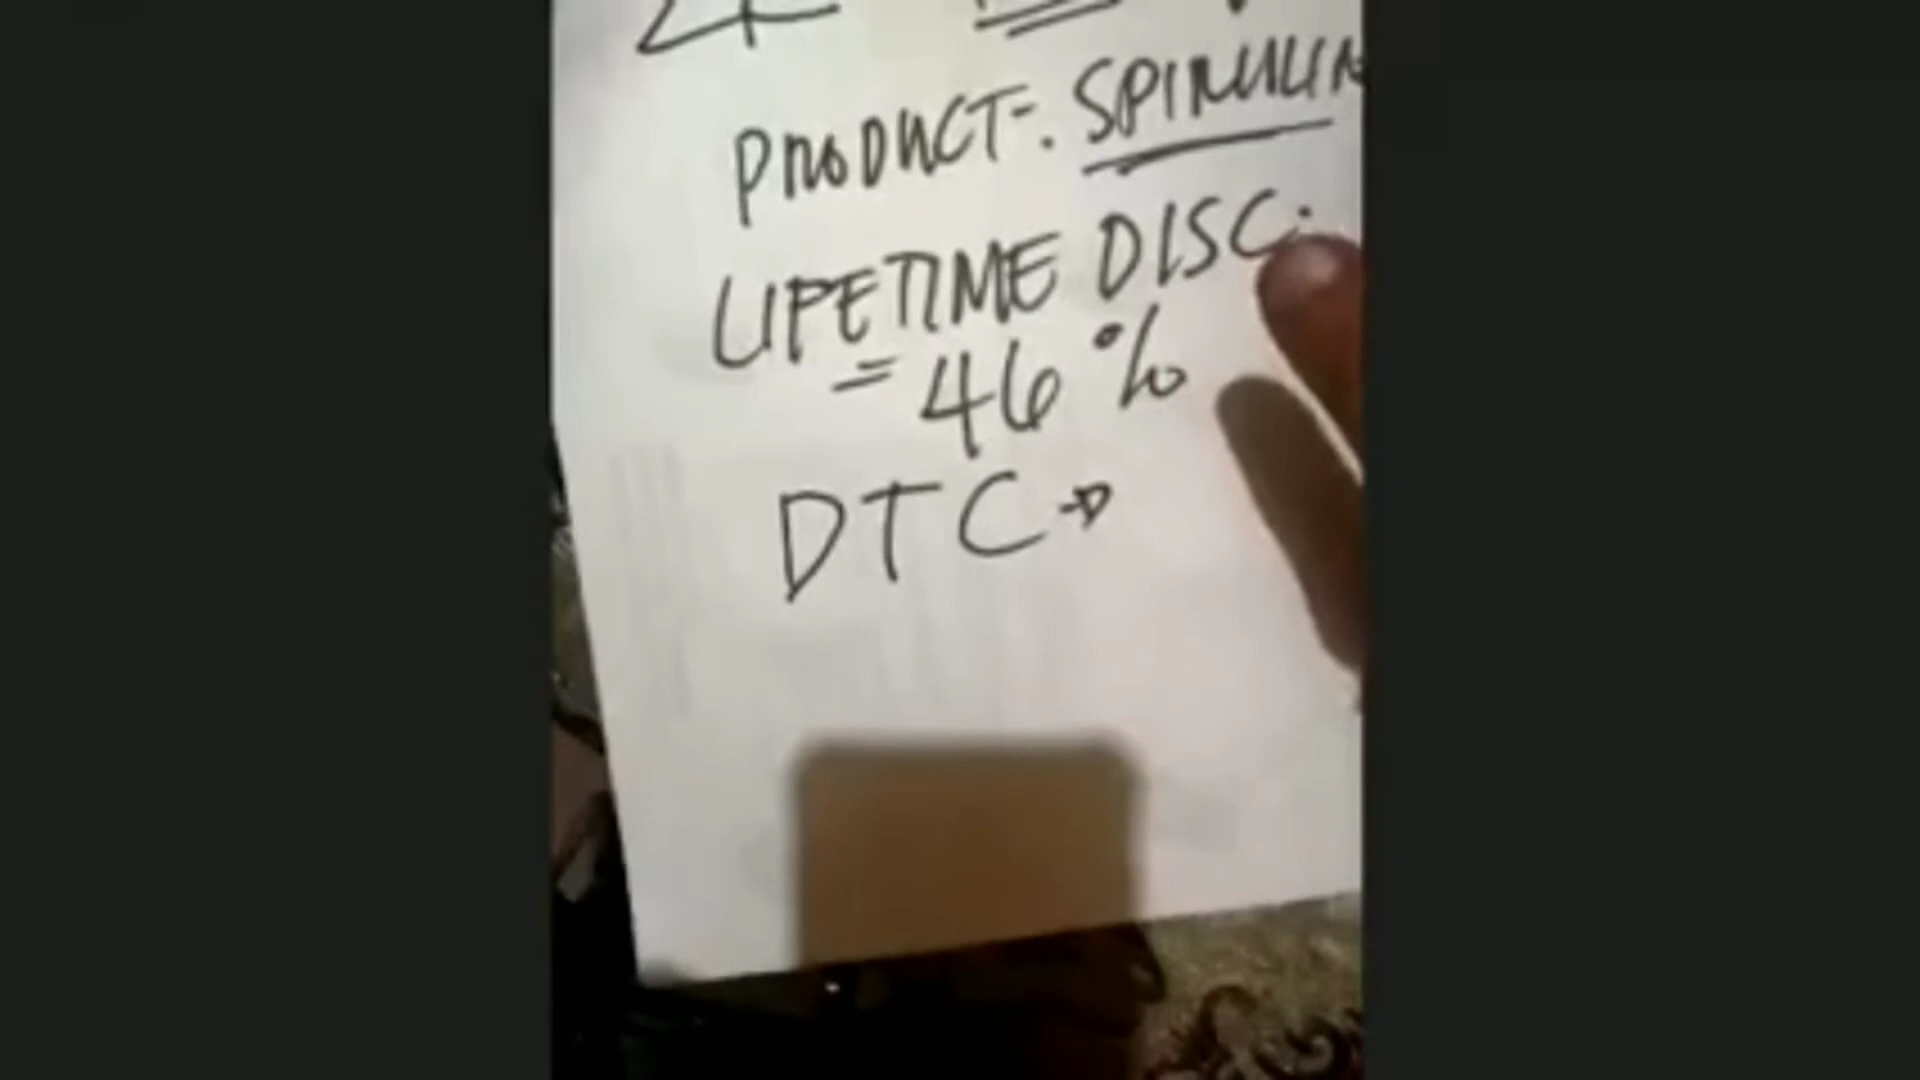 PRODUCT:. SPIRULIN
LIFETIME DISC:
= 46 %
DTC →